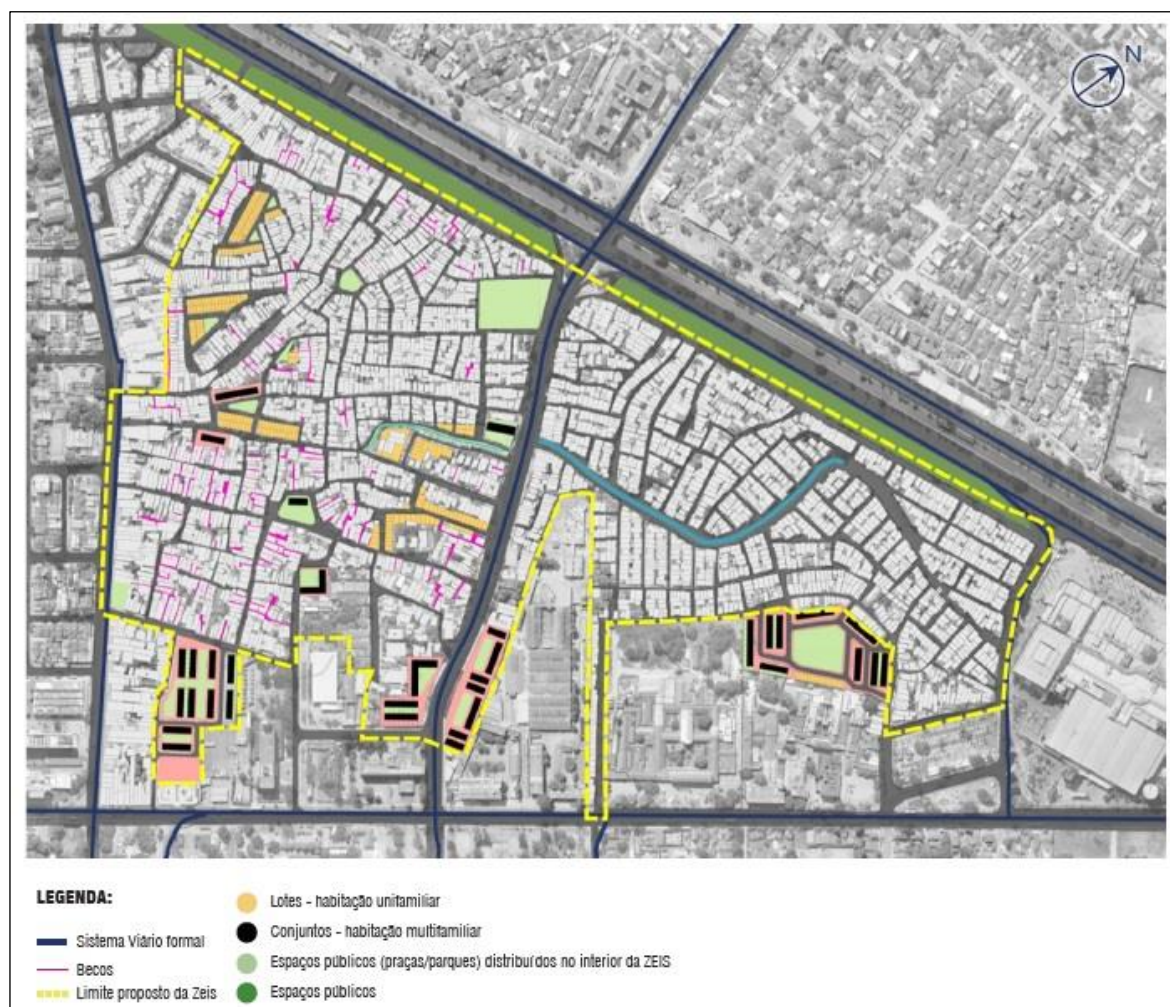 N
LEGENDA:
Sistema Viário formal
Becos
Limite proposto da Zeis
Lotes - habitação unifamiliar
Conjuntos - habitação multifamiliar
Espaços públicos (praças/parques) distribuídos no interior da ZEIS
Espaços públicos